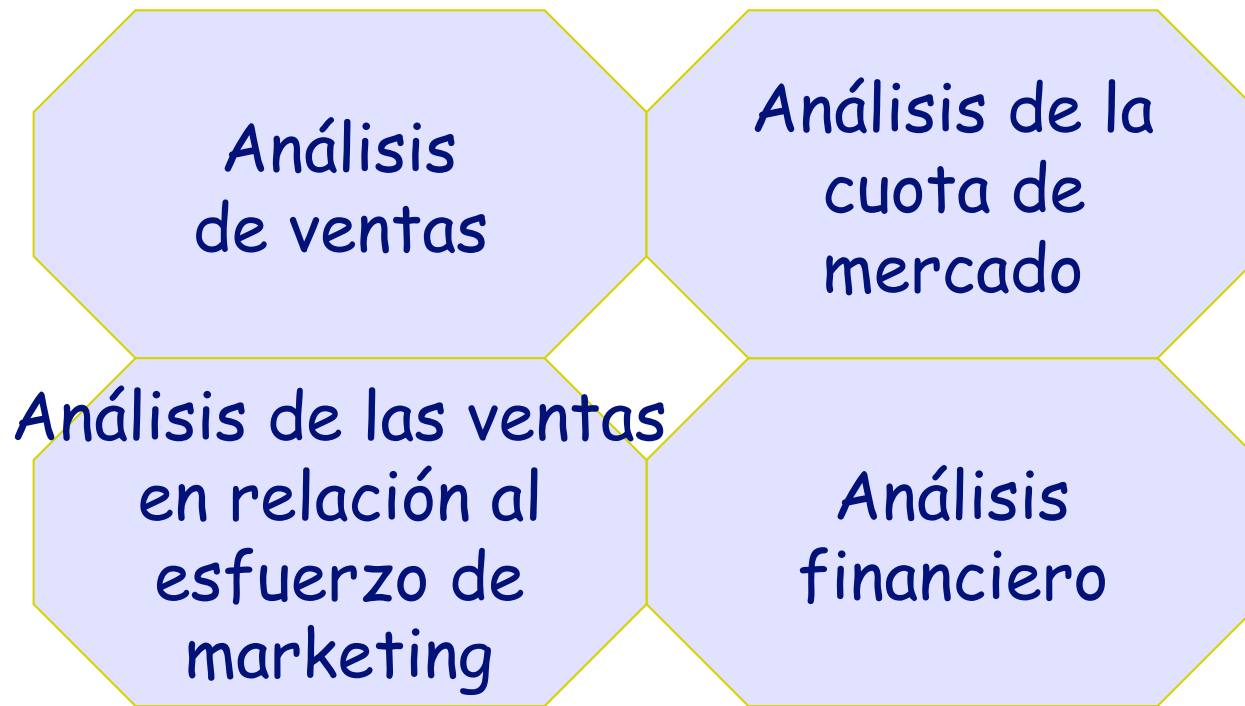 Análisis
de ventas
Análisis de la
cuota de
mercado
Análisis de las ventas
en relación al
esfuerzo de
marketing
Análisis
financiero